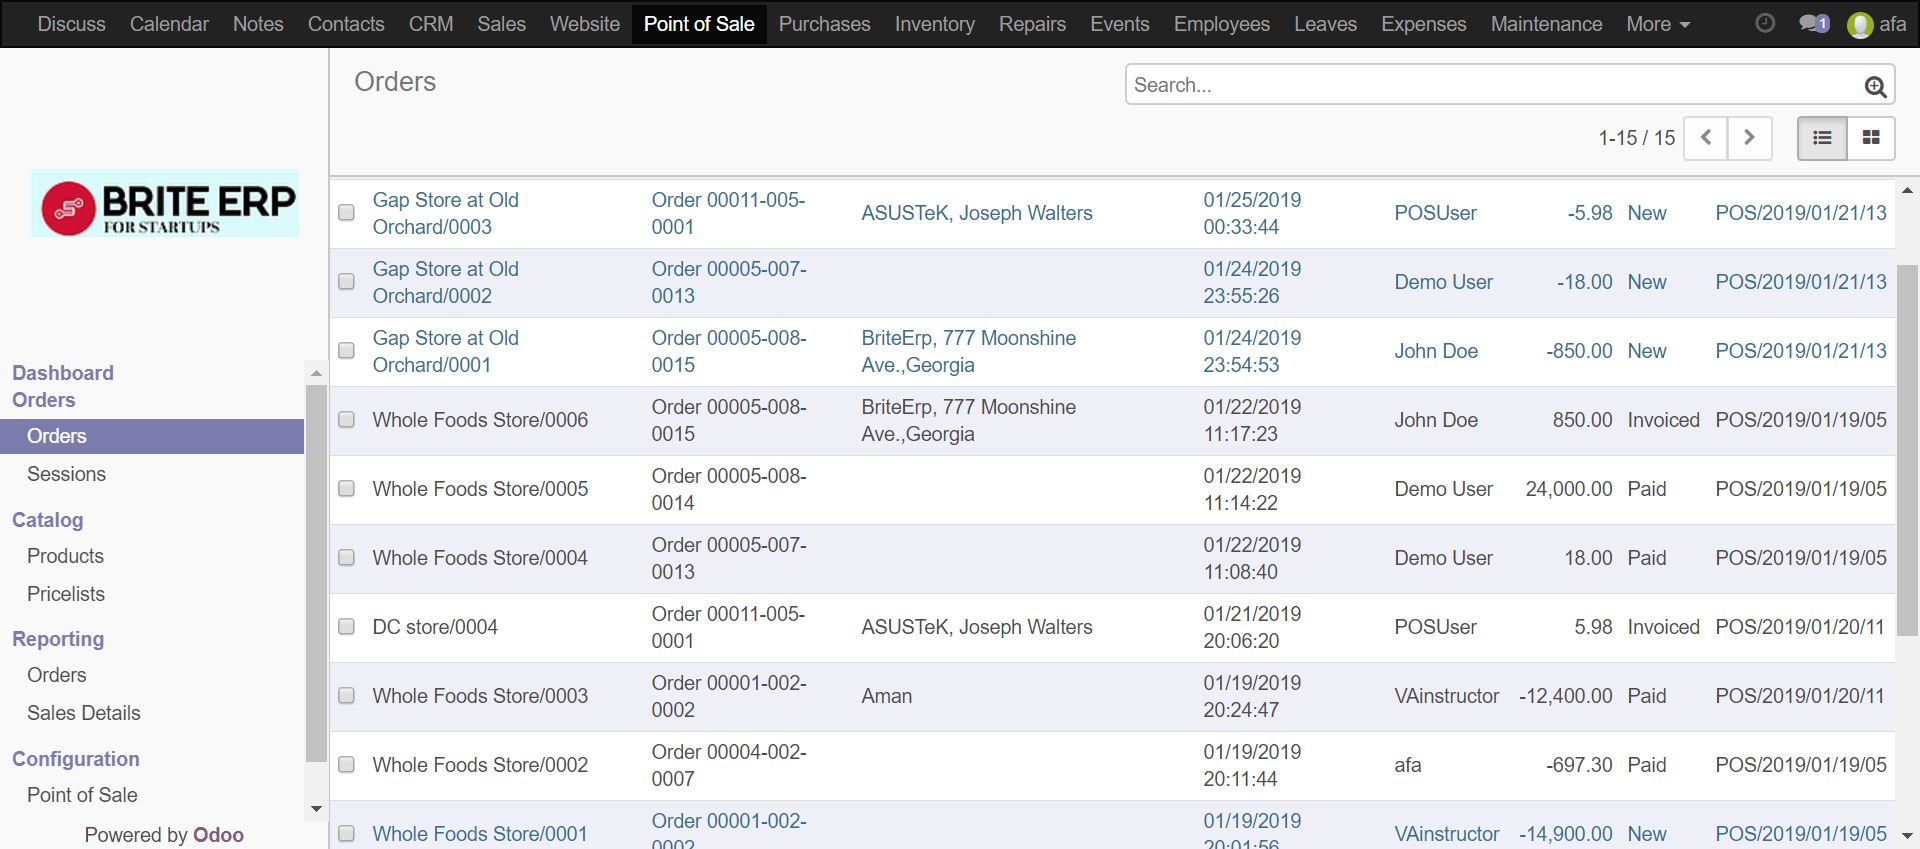 Discuss Calendar Notes Contacts CRM Sales Website Point of Sale Purchases Inventory Repairs Events Employees Leaves Expenses Maintenance More 1 afa
Orders
Search...
1-15 / 15
BRITE ERP
FOR STARTUPS
Dashboard
Orders
Orders
Sessions
Catalog
Products
Pricelists
Reporting
Orders
Sales Details
Configuration
Point of Sale
Powered by Odoo
Gap Store at Old Order 00011-005- 01/25/2019
Orchard/0003 0001 ASUSTeK, Joseph Walters 00:33:44 POSUser -5.98 New POS/2019/01/21/13
Gap Store at Old Order 00005-007- 01/24/2019
Orchard/0002 0013 23:55:26 Demo User -18.00 New POS/2019/01/21/13
Gap Store at Old Order 00005-008- BriteErp, 777 Moonshine 01/24/2019
Orchard/0001 0015 Ave.,Georgia 23:54:53 John Doe -850.00 New POS/2019/01/21/13
Whole Foods Store/0006 Order 00005-008- BriteErp, 777 Moonshine 01/22/2019
0015 Ave.,Georgia 11:17:23 John Doe 850.00 Invoiced POS/2019/01/19/05
Whole Foods Store/0005 Order 00005-008- 01/22/2019
0014 11:14:22 Demo User 24,000.00 Paid POS/2019/01/19/05
Whole Foods Store/0004 Order 00005-007- 01/22/2019
0013 11:08:40 Demo User 18.00 Paid POS/2019/01/19/05
DC store/0004 Order 00011-005- 01/21/2019
0001 ASUSTeK, Joseph Walters 20:06:20 POSUser 5.98 Invoiced POS/2019/01/20/11
Whole Foods Store/0003 Order 00001-002- 01/19/2019
0002 Aman 20:24:47 VAinstructor -12,400.00 Paid POS/2019/01/20/11
Whole Foods Store/0002 Order 00004-002- 01/19/2019
0007 20:11:44 afa -697.30 Paid POS/2019/01/19/05
Whole Foods Store/0001 Order 00001-002- 01/19/2019
0002 20:01:56 VAinstructor -14,900.00 New POS/2019/01/19/05